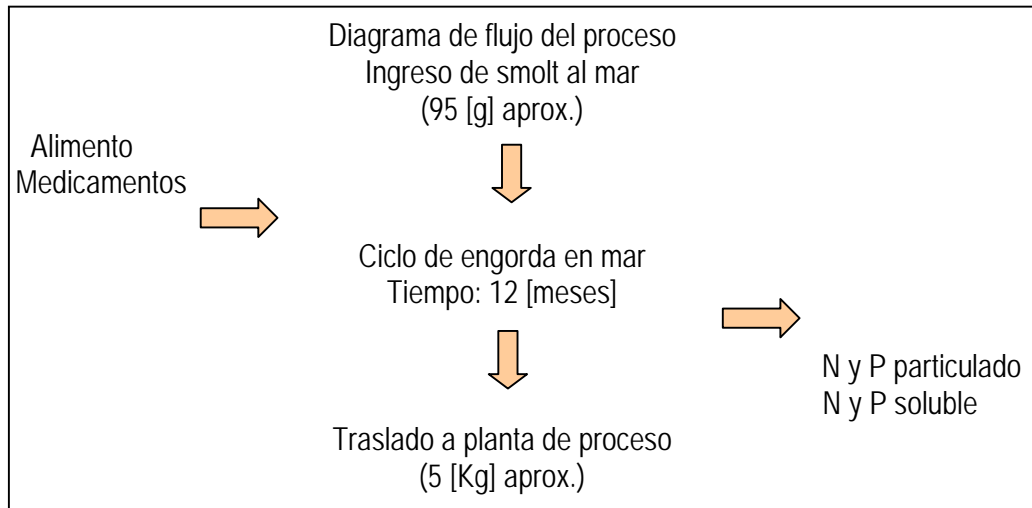 Diagrama de flujo del proceso
Ingreso de smolt al mar
(95 [g] aprox.)
Alimento
Medicamentos
Ciclo de engorda en mar
Tiempo: 12 [meses]
N y P particulado
N y P soluble
Traslado a planta de proceso
(5 [Kg] aprox.)